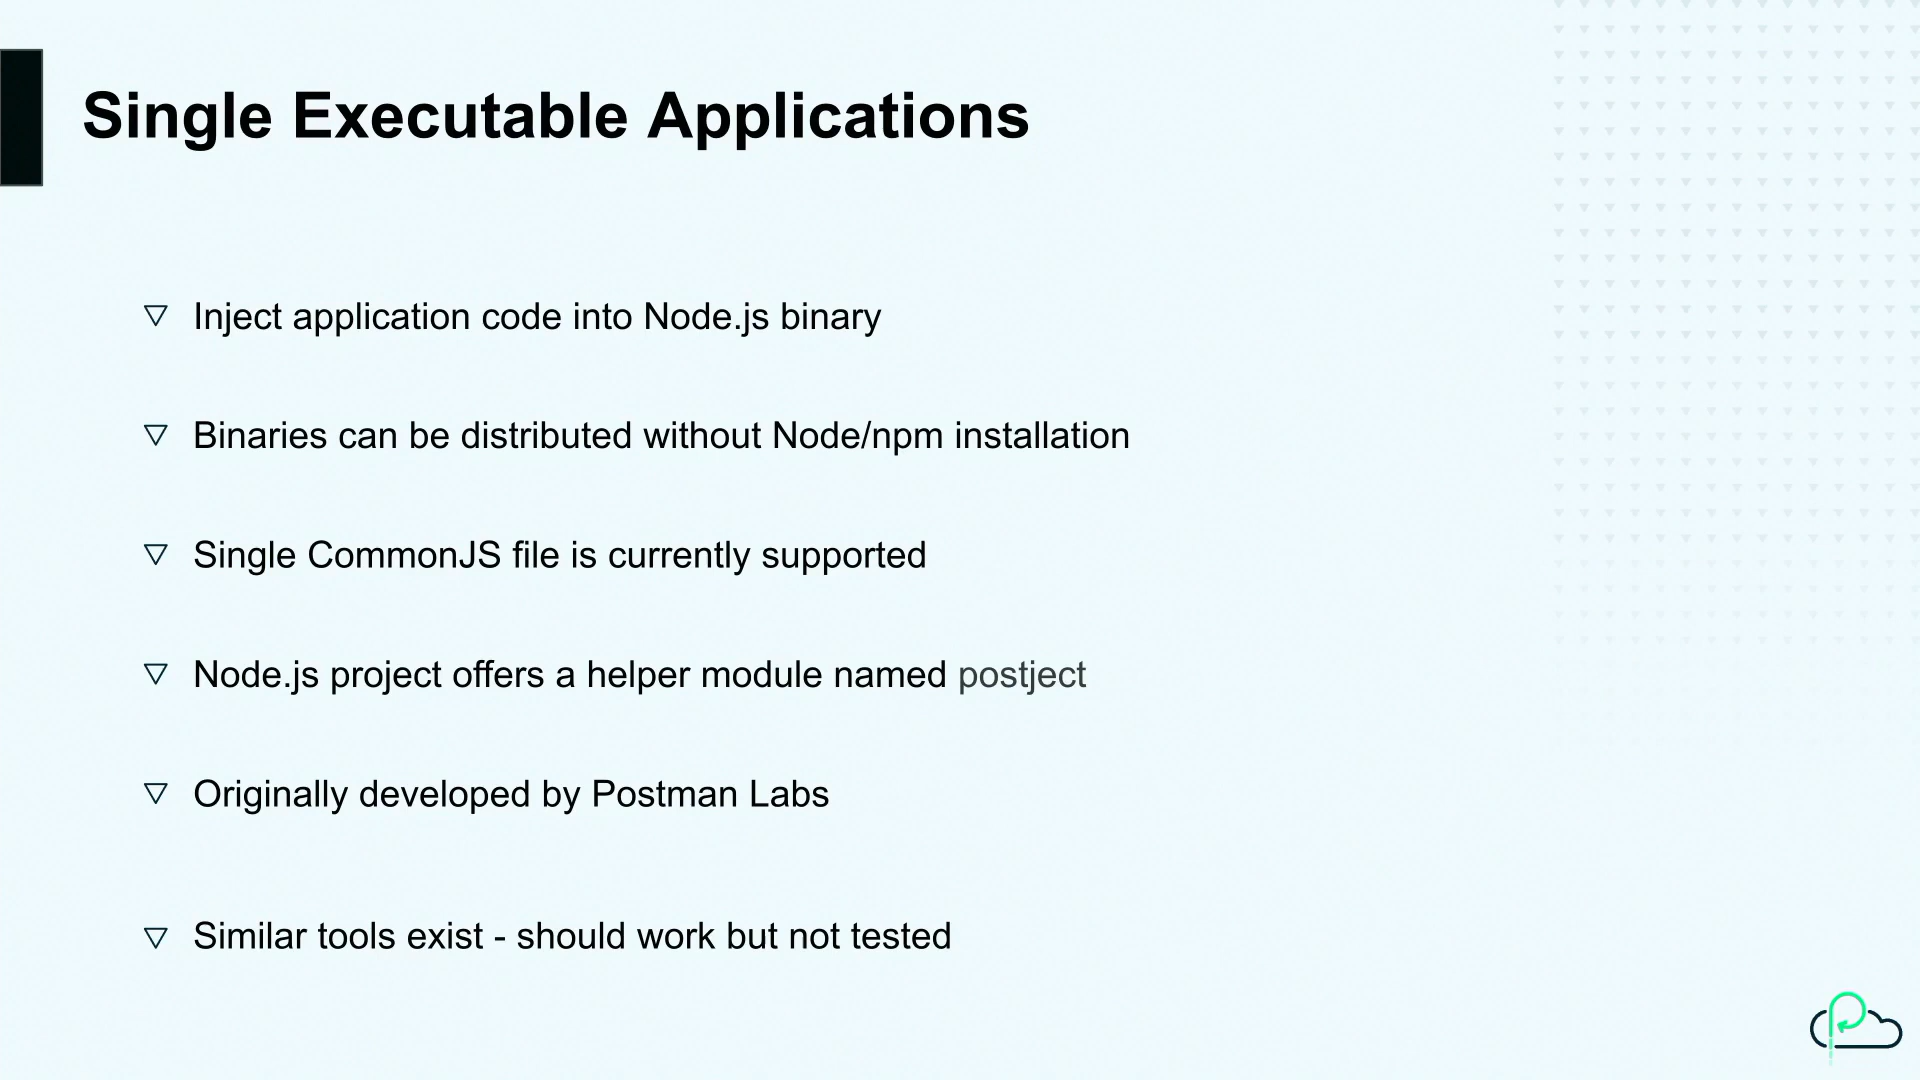 Single Executable Applications
Inject application code into Node.js binary
Binaries can be distributed without Node/npm installation
Single CommonJS file is currently supported
Node.js project offers a helper module named postject
Originally developed by Postman Labs
Similar tools exist - should work but not tested